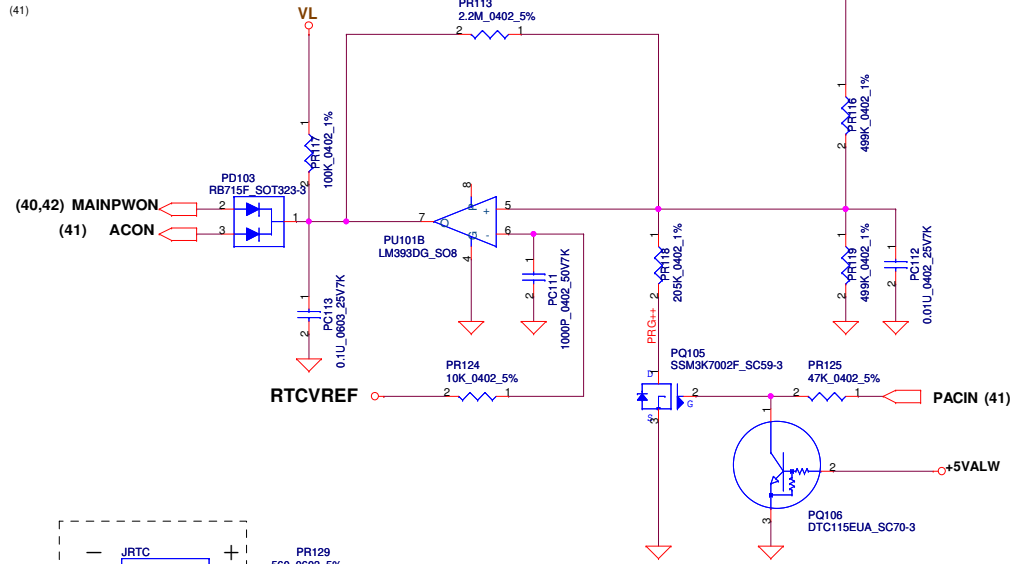 (41)
PR113
2.2M_0402_5%
2
1
VL
1
PR117
100K_0402_1%
2
1
PR116
499K_0402_1%
2
PD103
RB715F_SOT323-3
(40,42) MAINPWON
2
1
(41) ACON
3
8
P
+
5
7
O
-
6
G
4
PU101B
LM393DG_SO8
1
PC111
1000P_0402_50V7K
2
1
PR118
205K_0402_1%
2
1
PR119
499K_0402_1%
2
1
PC112
0.01U_0402_25V7K
2
1
PC113
0.1U_0603_25V7K
2
PRG++
PR124
10K_0402_5%
2
1
RTCVREF
PQ105
SSM3K7002F_SC59-3
1
D
2
G
S
3
PR125
47K_0402_5%
2
1
PACIN (41)
1
2
+5VALW
3
PQ106
DTC115EUA_SC70-3
JRTC
-
+
PR129
560_0603_5%